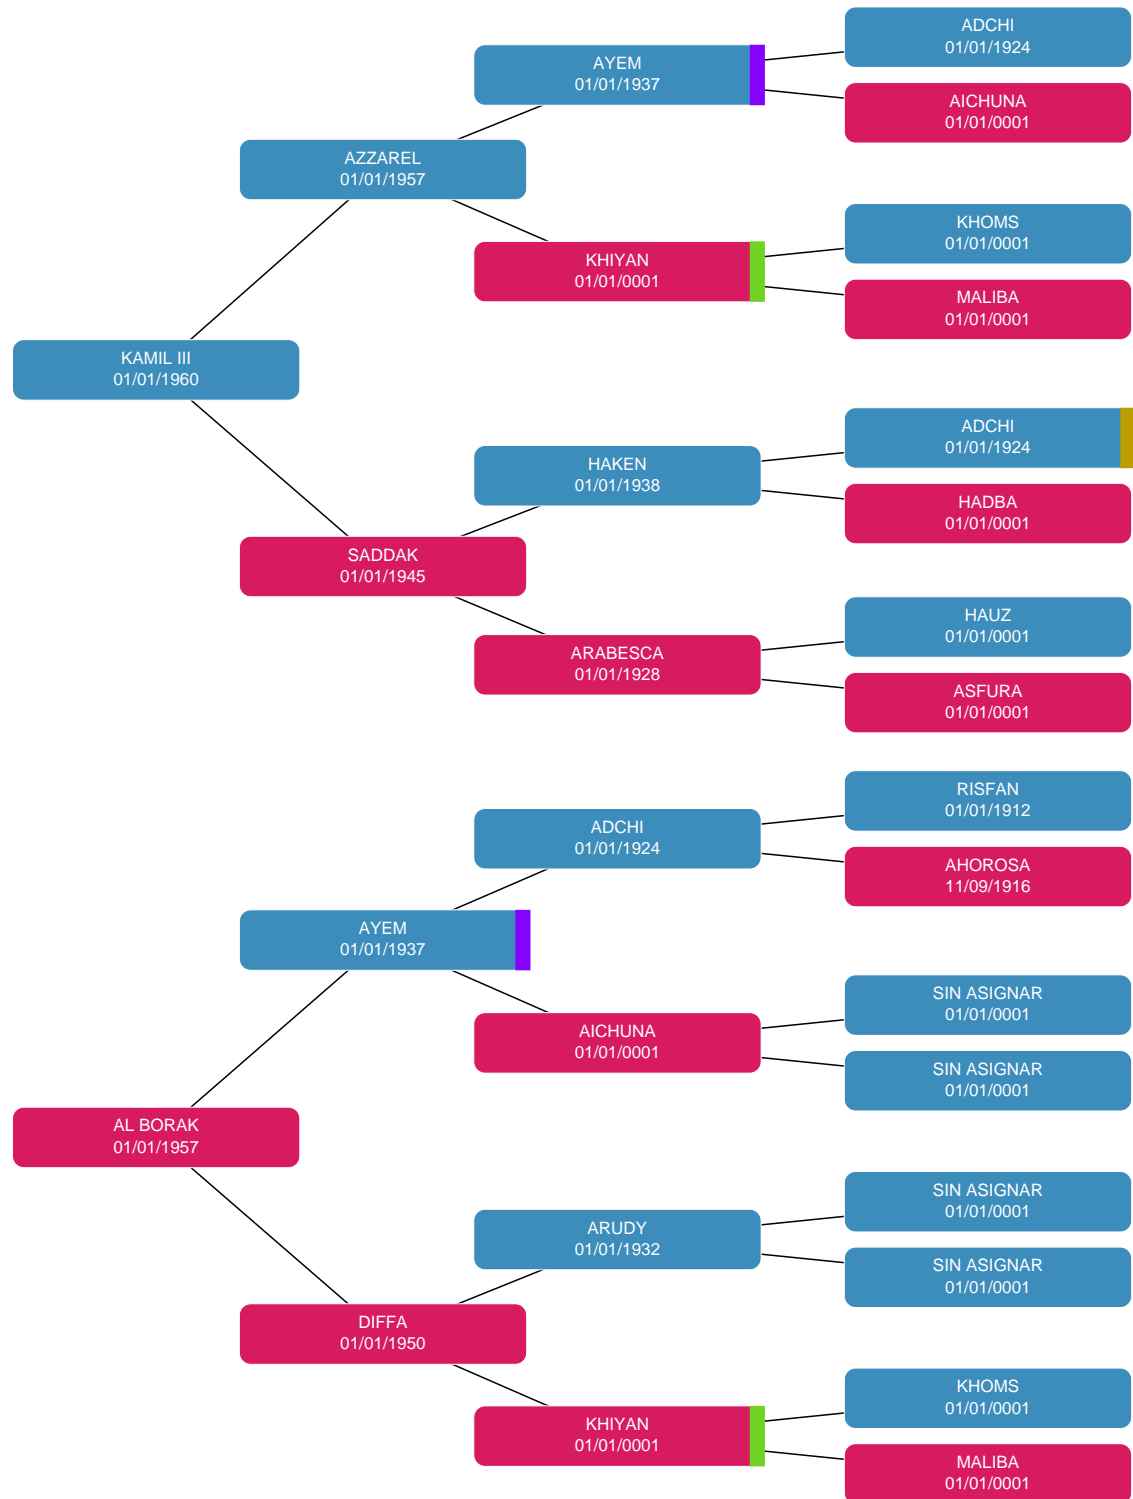 ADCHI
01/01/1924
AYEM
01/01/1937
AICHUNA
01/01/0001
AZZAREL
01/01/1957
KHOMS
01/01/0001
KHIYAN
01/01/0001
MALIBA
01/01/0001
KAMIL III
01/01/1960
ADCHI
01/01/1924
HAKEN
01/01/1938
HADBA
01/01/0001
SADDAK
01/01/1945
HAUZ
01/01/0001
ARABESCA
01/01/1928
ASFURA
01/01/0001
RISFAN
01/01/1912
ADCHI
01/01/1924
AHOROSA
11/09/1916
AYEM
01/01/1937
SIN ASIGNAR
01/01/0001
AICHUNA
01/01/0001
SIN ASIGNAR
01/01/0001
AL BORAK
01/01/1957
SIN ASIGNAR
01/01/0001
ARUDY
01/01/1932
SIN ASIGNAR
01/01/0001
DIFFA
01/01/1950
KHOMS
01/01/0001
KHIYAN
01/01/0001
MALIBA
01/01/0001